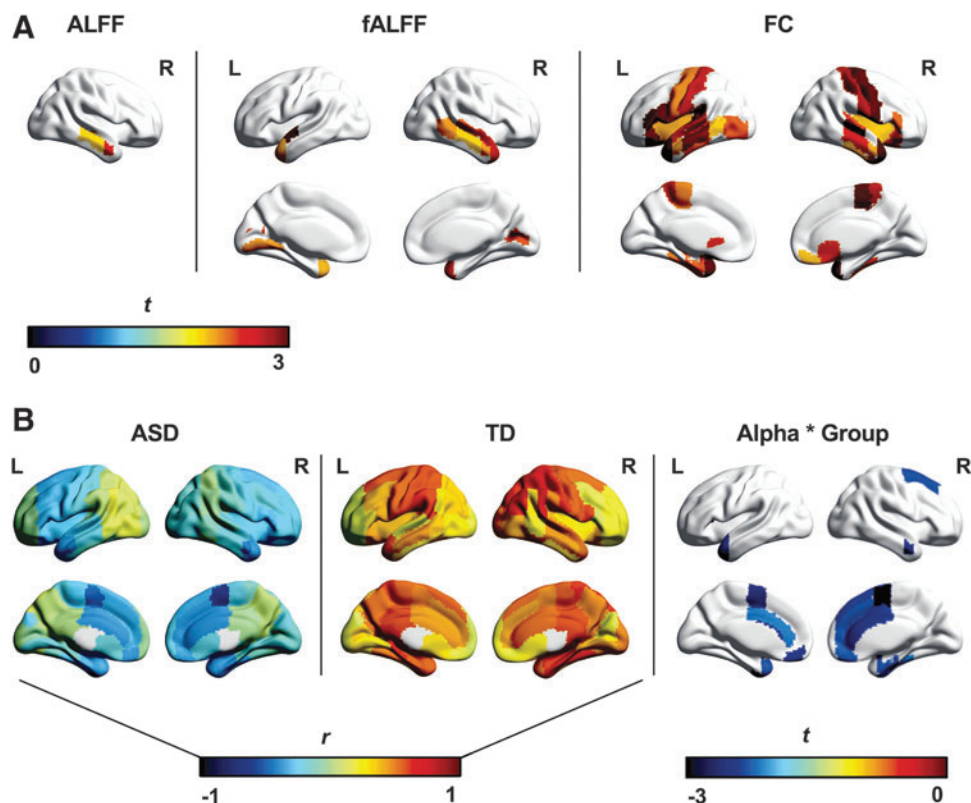 A
ALFF
fALFF
FC
R
L
R
L
R
t
0
3
B
ASD
TD
Alpha * Group
L
R
L
R
L
R
r
-1
1
t
-3
0